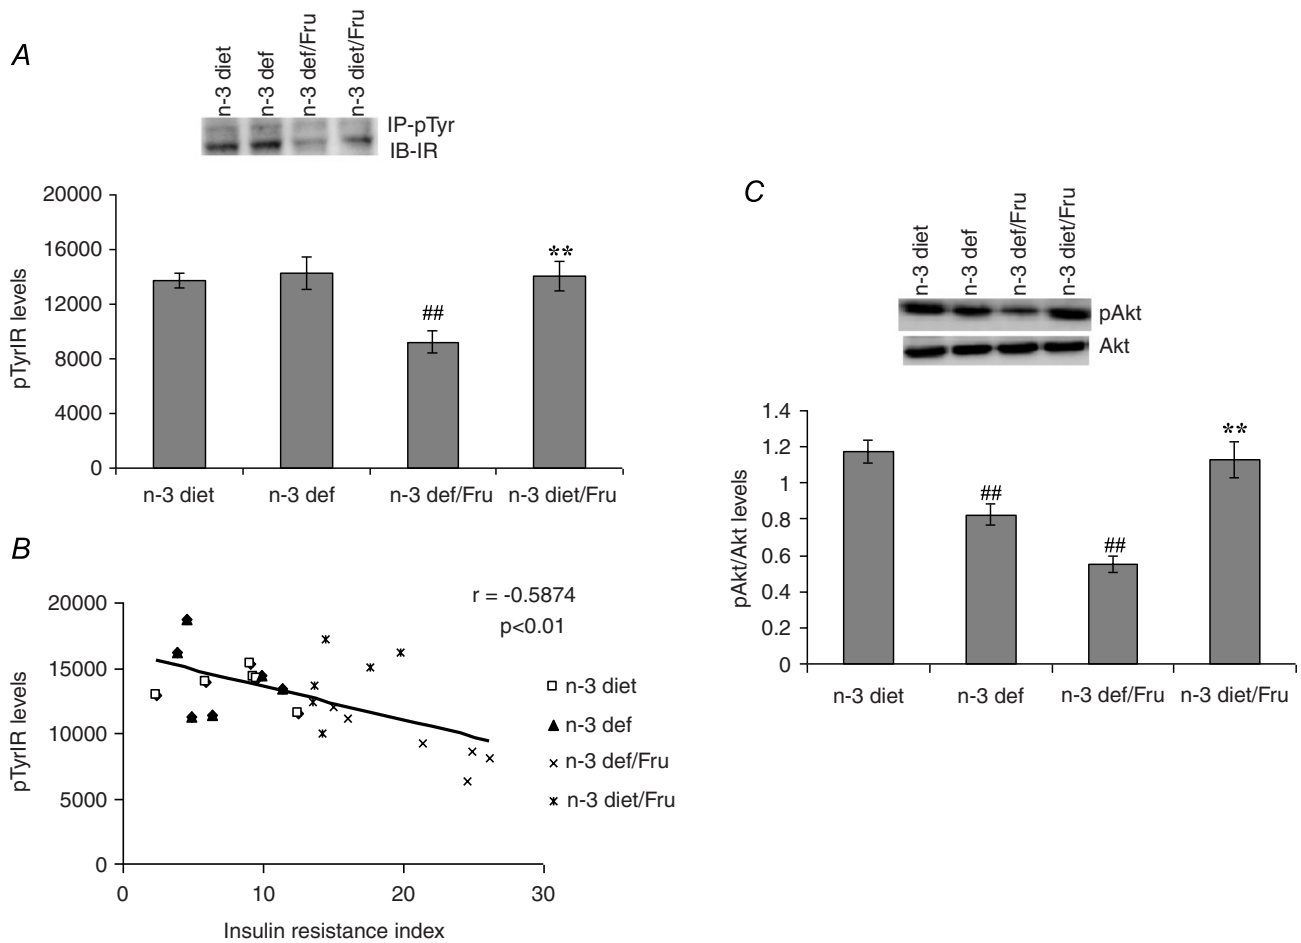 A
n-3 diet
n-3 def
n-3 def/Fru
n-3 diet/Fru
IP-pTyr
IB-IR
pTyrIR levels
20000
16000
12000
8000
4000
0
##
**
n-3 diet n-3 def n-3 def/Fru n-3 diet/Fru
B
pTyrIR levels
20000
15000
10000
5000
0
r = -0.5874
p<0.01
n-3 diet
n-3 def
n-3 def/Fru
n-3 diet/Fru
0 10 20 30
Insulin resistance index
C
n-3 diet
n-3 def
n-3 def/Fru
n-3 diet/Fru
pAkt
Akt
pAkt/Akt levels
1.4
1.2
1
0.8
0.6
0.4
0.2
0
##
##
**
n-3 diet n-3 def n-3 def/Fru n-3 diet/Fru